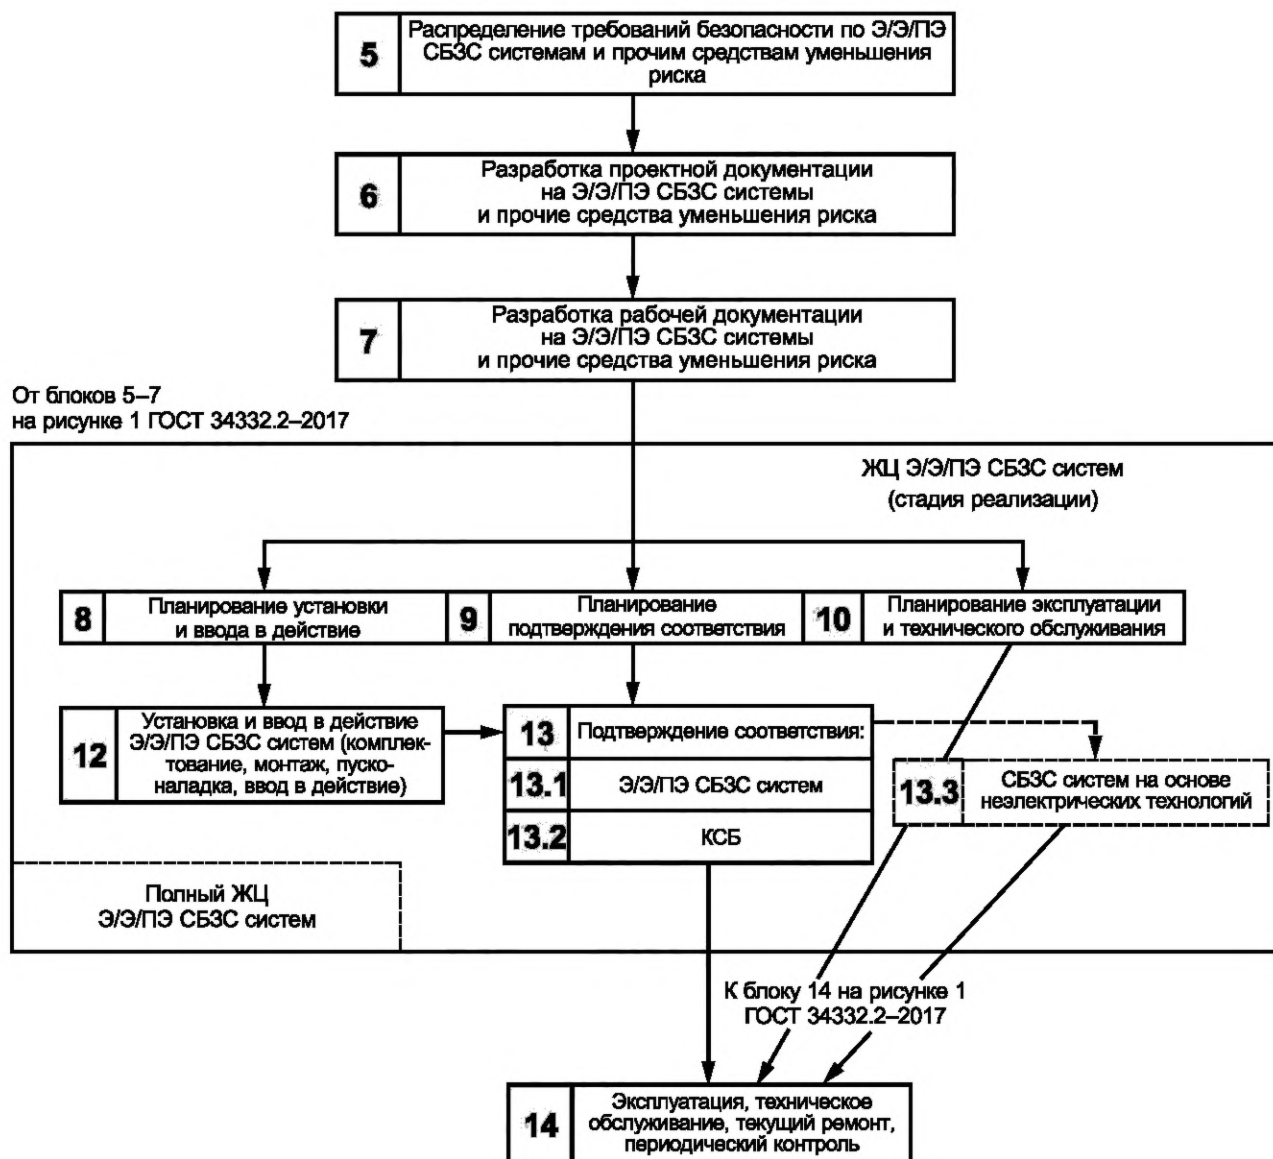 5
Распределение требований безопасности по Э/Э/ПЭ
СБЗС системам и прочим средствам уменьшения
риска
6
Разработка проектной документации
на Э/Э/ПЭ СБЗС системы
и прочие средства уменьшения риска
7
Разработка рабочей документации
на Э/Э/ПЭ СБЗС системы
и прочие средства уменьшения риска
От блоков 5–7
на рисунке 1 ГОСТ 34332.2–2017
ЖЦ Э/Э/ПЭ СБЗС систем
(стадия реализации)
8
Планирование установки
и ввода в действие
9
Планирование
подтверждения соответствия
10
Планирование эксплуатации
и технического обслуживания
12
Установка и ввод в действие
Э/Э/ПЭ СБЗС систем (комплек-
тование, монтаж, пуско-
наладка, ввод в действие)
13
Подтверждение соответствия:
13.1
Э/Э/ПЭ СБЗС систем
13.2
КСБ
13.3
СБЗС систем на основе
неэлектрических технологий
Полный ЖЦ
Э/Э/ПЭ СБЗС систем
К блоку 14 на рисунке 1
ГОСТ 34332.2–2017
14
Эксплуатация, техническое
обслуживание, текущий ремонт,
периодический контроль